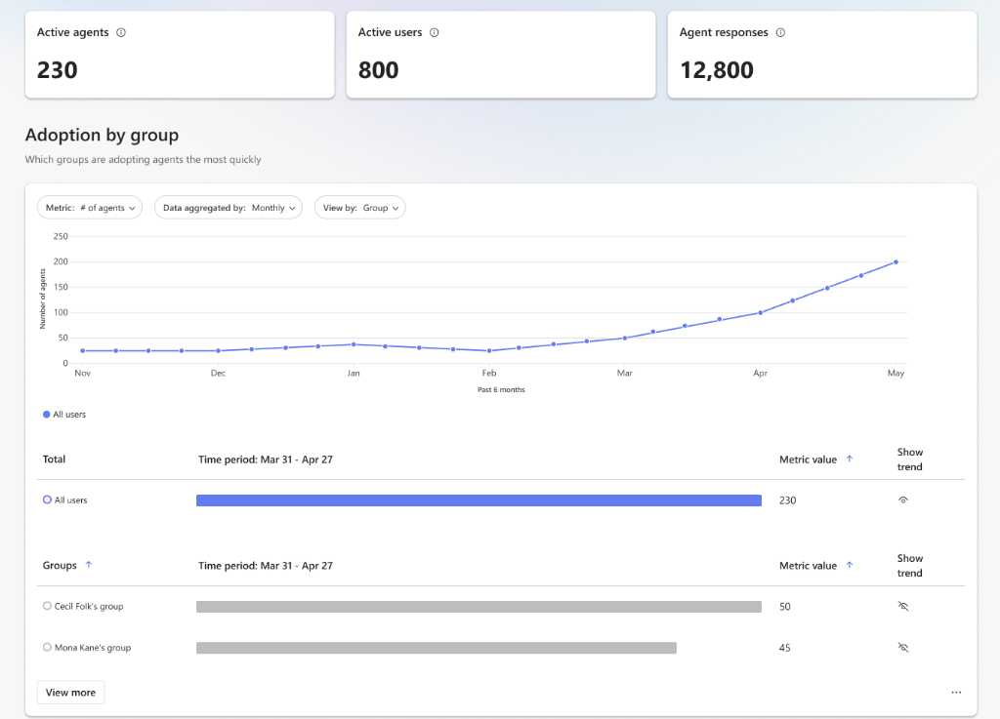 Active agents
230
Active users
800
Agent responses
12,800
Adoption by group
Which groups are adopting agents the most quickly
Metric: # of agents
Data aggregated by: Monthly
View by: Group
250
200
150
100
50
0
Number of agents
Nov Dec Jan Feb Mar Apr May
Past 6 months
All users
Total Time period: Mar 31 - Apr 27 Metric value Show trend
All users 230
Groups Time period: Mar 31 - Apr 27 Metric value Show trend
Cecil Folk's group 50
Mona Kane's group 45
View more